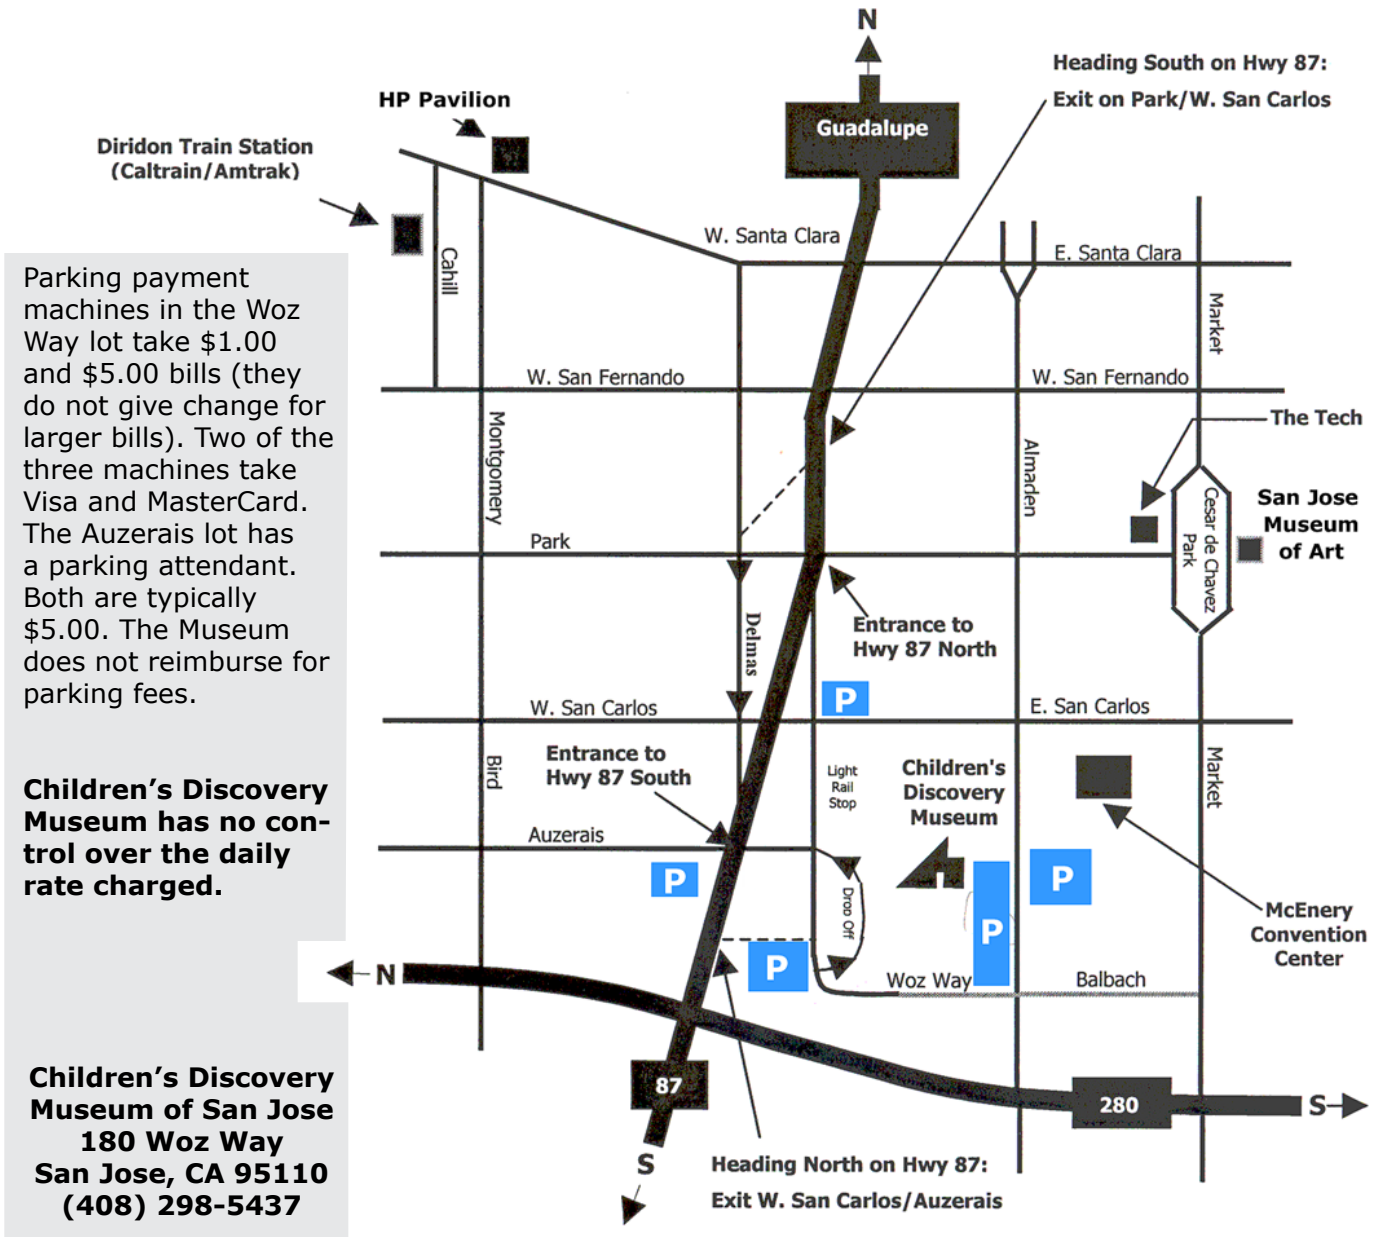 N
Heading South on Hwy 87:
Exit on Park/W. San Carlos
HP Pavilion
Guadalupe
Diridon Train Station
(Caltrain/Amtrak)
W. Santa Clara
E. Santa Clara
Cahill
Market
Parking payment
machines in the Woz
Way lot take $1.00
and $5.00 bills (they
do not give change for
larger bills). Two of the
three machines take
Visa and MasterCard.
The Auzerais lot has
a parking attendant.
Both are typically
$5.00. The Museum
does not reimburse for
parking fees.
W. San Fernando
W. San Fernando
Montgomery
Almaden
The Tech
San Jose
Museum
of Art
Cesar de Chavez
Park
Park
Delmas
Entrance to
Hwy 87 North
P
W. San Carlos
E. San Carlos
Bird
Entrance to
Hwy 87 South
Light
Rail
Stop
Children's
Discovery
Museum
Market
Children’s Discovery
Museum has no con-
trol over the daily
rate charged.
Auzerais
P
Drop Off
P
P
P
McEnery
Convention
Center
N
Woz Way
Balbach
87
280
S
S
Heading North on Hwy 87:
Exit W. San Carlos/Auzerais
Children’s Discovery
Museum of San Jose
180 Woz Way
San Jose, CA 95110
(408) 298-5437